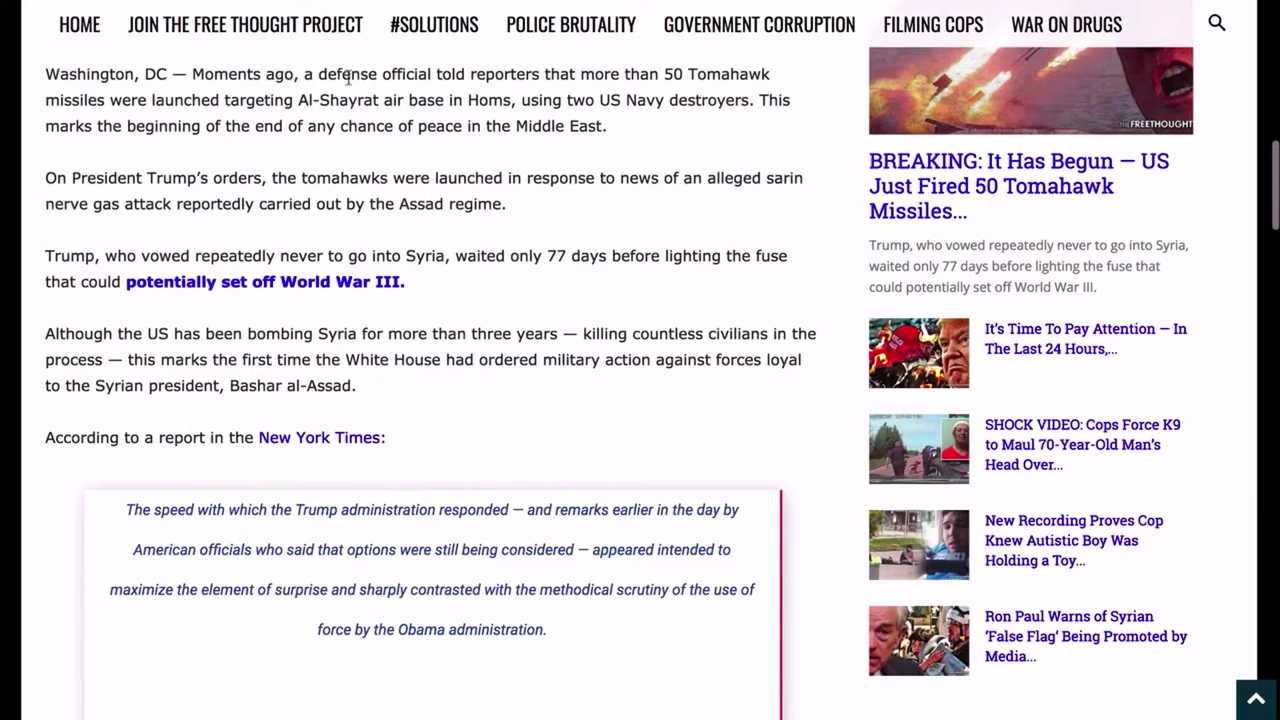 HOME JOIN THE FREE THOUGHT PROJECT #SOLUTIONS POLICE BRUTALITY GOVERNMENT CORRUPTION FILMING COPS WAR ON DRUGS
Washington, DC — Moments ago, a defense official told reporters that more than 50 Tomahawk
missiles were launched targeting Al-Shayrat air base in Homs, using two US Navy destroyers. This
marks the beginning of the end of any chance of peace in the Middle East.
On President Trump’s orders, the tomahawks were launched in response to news of an alleged sarin
nerve gas attack reportedly carried out by the Assad regime.
Trump, who vowed repeatedly never to go into Syria, waited only 77 days before lighting the fuse
that could potentially set off World War III.
Although the US has been bombing Syria for more than three years — killing countless civilians in the
process — this marks the first time the White House had ordered military action against forces loyal
to the Syrian president, Bashar al-Assad.
According to a report in the New York Times:
The speed with which the Trump administration responded — and remarks earlier in the day by
American officials who said that options were still being considered — appeared intended to
maximize the element of surprise and sharply contrasted with the methodical scrutiny of the use of
force by the Obama administration.
THE FREETHOUGHT
BREAKING: It Has Begun — US
Just Fired 50 Tomahawk
Missiles...
Trump, who vowed repeatedly never to go into Syria,
waited only 77 days before lighting the fuse that
could potentially set off World War III.
It’s Time To Pay Attention — In
The Last 24 Hours,...
SHOCK VIDEO: Cops Force K9
to Maul 70-Year-Old Man’s
Head Over...
New Recording Proves Cop
Knew Autistic Boy Was
Holding a Toy...
Ron Paul Warns of Syrian
‘False Flag’ Being Promoted by
Media...